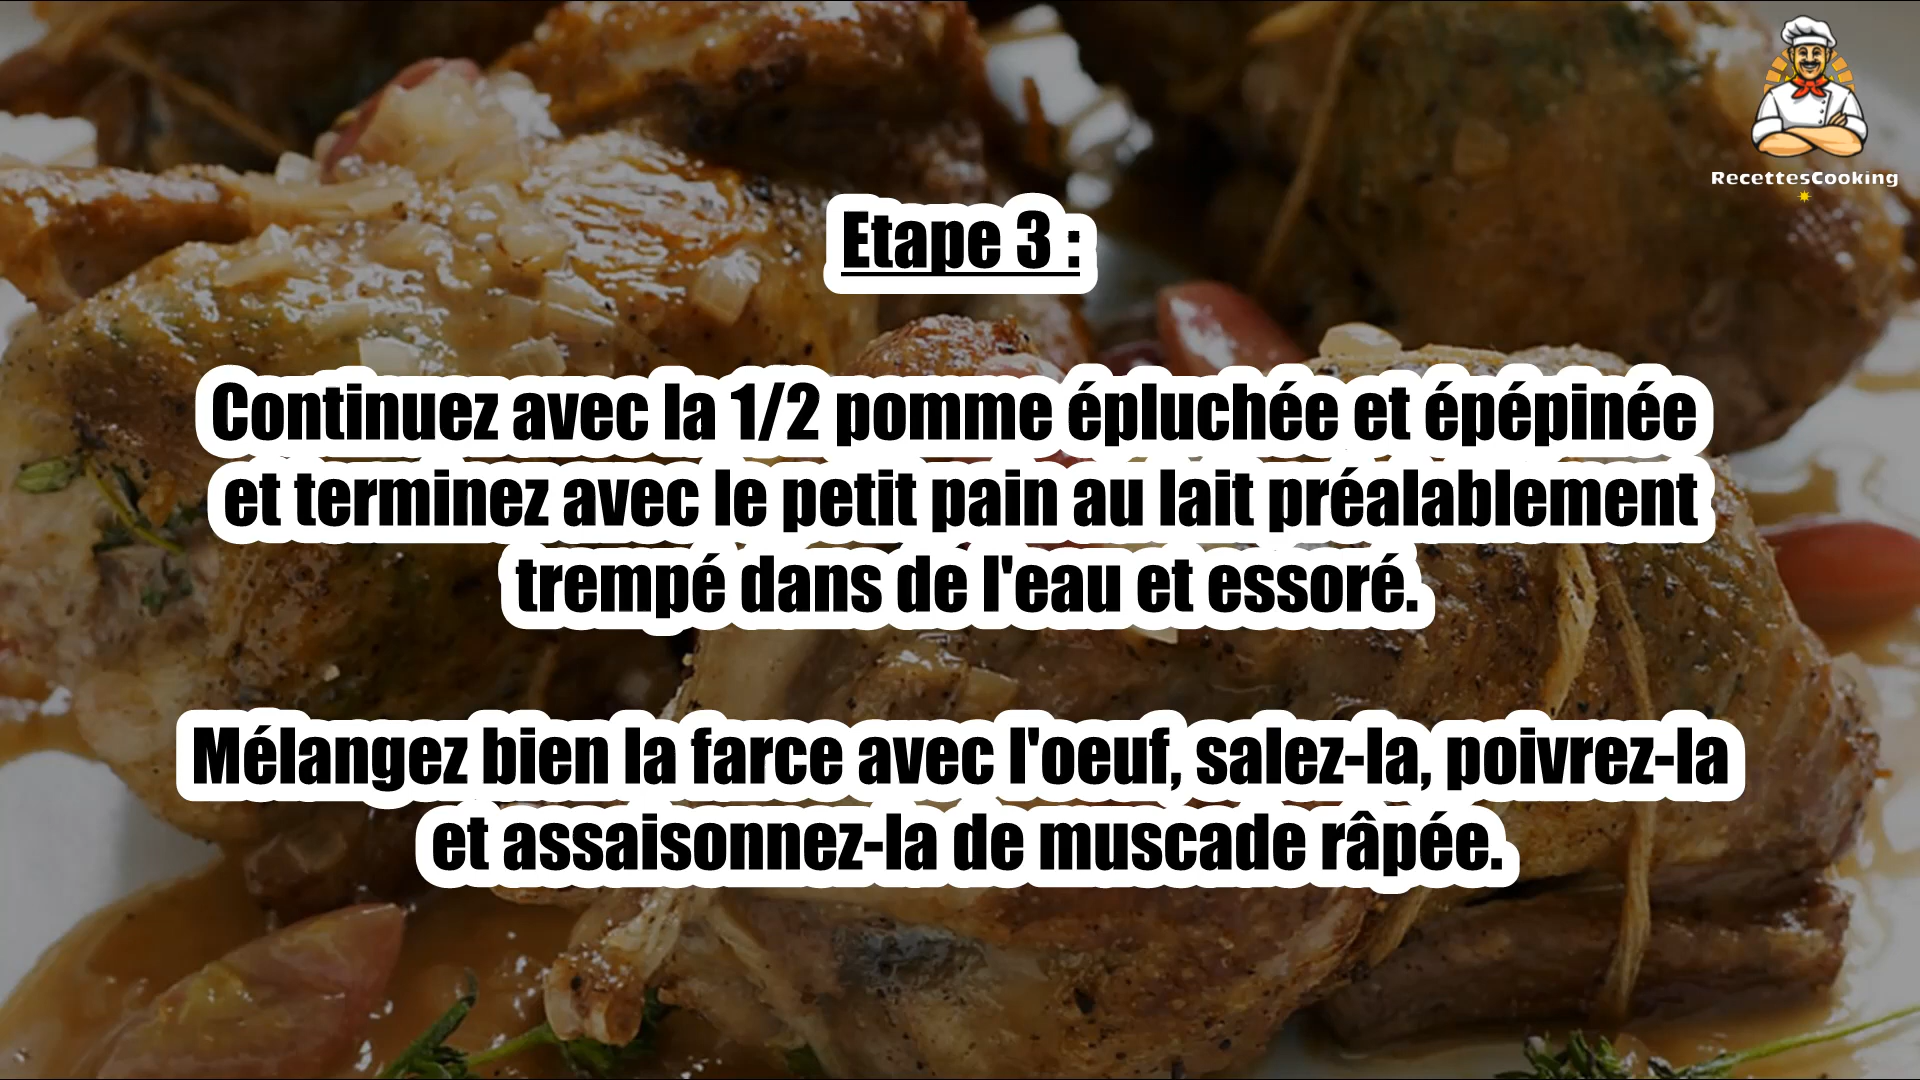 RecettesCooking
Etape 3 :
Continuez avec la 1/2 pomme épluchée et épépinée
et terminez avec le petit pain au lait préalablement
trempé dans de l'eau et essoré.
Mélangez bien la farce avec l'oeuf, salez-la, poivrez-la
et assaisonnez-la de muscade râpée.